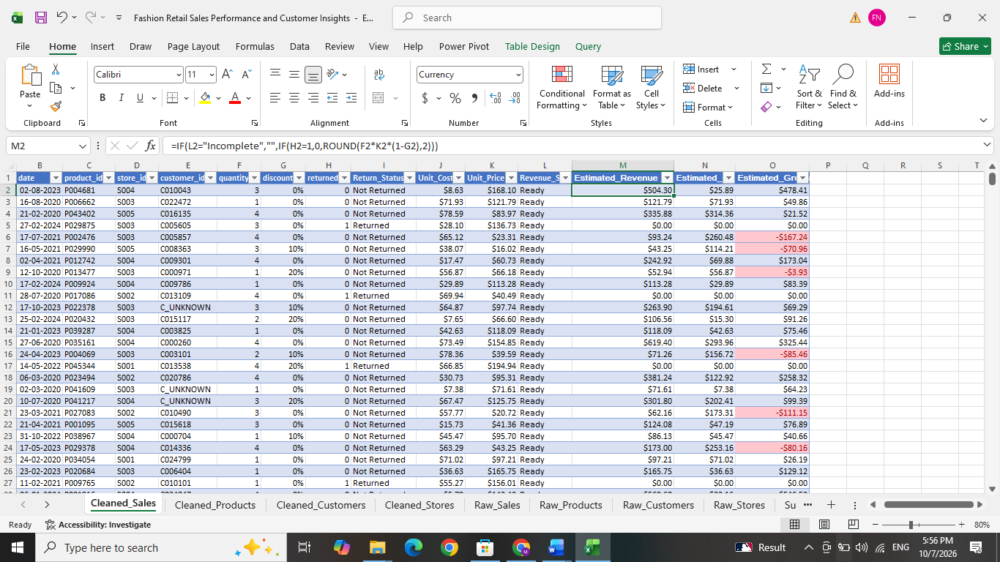 Fashion Retail Sales Performance and Customer Insights - E...
Search
FN
File Home Insert Draw Page Layout Formulas Data Review View Help Power Pivot Table Design Query
Share
Paste
Calibri 11
Currency
Conditional Formatting
Format as Table
Cell Styles
Insert
Delete
Format
Sort & Filter
Find & Select
Add-ins
Clipboard Font Alignment Number Styles Cells Editing Add-ins
M2 =IF(L2="Incomplete","",IF(H2=1,0,ROUND(F2*K2*(1-G2),2)))
B C D E F G H I J K L M N O P Q R S T
1 date product_id store_id customer_id quantity discount returned Return_Status Unit_Cost Unit_Price Revenue_S Estimated_Revenue Estimated_ Estimated_Gro
2 02-08-2023 P004681 S004 C010043 3 0% 0 Not Returned $8.63 $168.10 Ready $504.30 $25.89 $478.41
3 16-08-2020 P006662 S003 C022472 1 0% 0 Not Returned $71.93 $121.79 Ready $121.79 $71.93 $49.86
4 21-02-2020 P043402 S005 C016135 4 0% 0 Not Returned $78.59 $83.97 Ready $335.88 $314.36 $21.52
5 27-02-2024 P029875 S003 C005605 3 0% 1 Returned $28.10 $136.73 Ready $0.00 $0.00 $0.00
6 17-07-2021 P002476 S003 C005857 4 0% 0 Not Returned $65.12 $23.31 Ready $93.24 $260.48 -$167.24
7 16-05-2021 P029990 S005 C008363 3 10% 0 Not Returned $38.07 $16.02 Ready $43.25 $114.21 -$70.96
8 02-04-2021 P012742 S004 C009301 4 0% 0 Not Returned $17.47 $60.73 Ready $242.92 $69.88 $173.04
9 12-10-2020 P013477 S003 C000971 1 20% 0 Not Returned $56.87 $66.18 Ready $52.94 $56.87 -$3.93
10 17-02-2024 P009924 S004 C009786 1 0% 0 Not Returned $29.89 $113.28 Ready $113.28 $29.89 $83.39
11 28-07-2020 P017086 S002 C013109 4 0% 1 Returned $69.94 $40.49 Ready $0.00 $0.00 $0.00
12 17-10-2023 P022378 S003 C_UNKNOWN 3 10% 0 Not Returned $64.87 $97.74 Ready $263.90 $194.61 $69.29
13 25-02-2024 P020432 S003 C015117 2 20% 0 Not Returned $7.65 $66.60 Ready $106.56 $15.30 $91.26
14 21-01-2023 P039287 S004 C003825 1 0% 0 Not Returned $42.63 $118.09 Ready $118.09 $42.63 $75.46
15 27-06-2020 P035161 S004 C000260 4 0% 0 Not Returned $73.49 $154.85 Ready $619.40 $293.96 $325.44
16 24-04-2023 P004069 S003 C003101 2 10% 0 Not Returned $78.36 $39.59 Ready $71.26 $156.72 -$85.46
17 14-05-2022 P045344 S001 C013538 4 20% 1 Returned $66.85 $194.94 Ready $0.00 $0.00 $0.00
18 06-03-2020 P023494 S002 C020786 4 0% 0 Not Returned $30.73 $95.31 Ready $381.24 $122.92 $258.32
19 02-03-2020 P041609 S003 C_UNKNOWN 1 0% 0 Not Returned $7.38 $71.61 Ready $71.61 $7.38 $64.23
20 10-07-2020 P041217 S004 C_UNKNOWN 3 20% 0 Not Returned $67.47 $125.75 Ready $301.80 $202.41 $99.39
21 23-03-2021 P027083 S002 C010490 3 0% 0 Not Returned $57.77 $20.72 Ready $62.16 $173.31 -$111.15
22 21-04-2021 P001095 S005 C015618 3 0% 0 Not Returned $15.73 $41.36 Ready $124.08 $47.19 $76.89
23 31-10-2022 P038967 S004 C000704 1 10% 0 Not Returned $45.47 $95.70 Ready $86.13 $45.47 $40.66
24 17-05-2023 P029378 S004 C014336 4 0% 0 Not Returned $63.29 $43.25 Ready $173.00 $253.16 -$80.16
25 24-02-2020 P034054 S001 C024799 1 0% 0 Not Returned $71.02 $97.21 Ready $97.21 $71.02 $26.19
26 23-02-2023 P020684 S003 C006404 1 0% 0 Not Returned $36.63 $165.75 Ready $165.75 $36.63 $129.12
27 11-02-2021 P009765 S002 C010101 1 0% 1 Returned $55.27 $156.01 Ready $0.00 $0.00 $0.00
Cleaned_Sales Cleaned_Products Cleaned_Customers Cleaned_Stores Raw_Sales Raw_Products Raw_Customers Raw_Stores Su
Ready Accessibility: Investigate 80%
Type here to search
Result
ENG
5:56 PM
10/7/2026